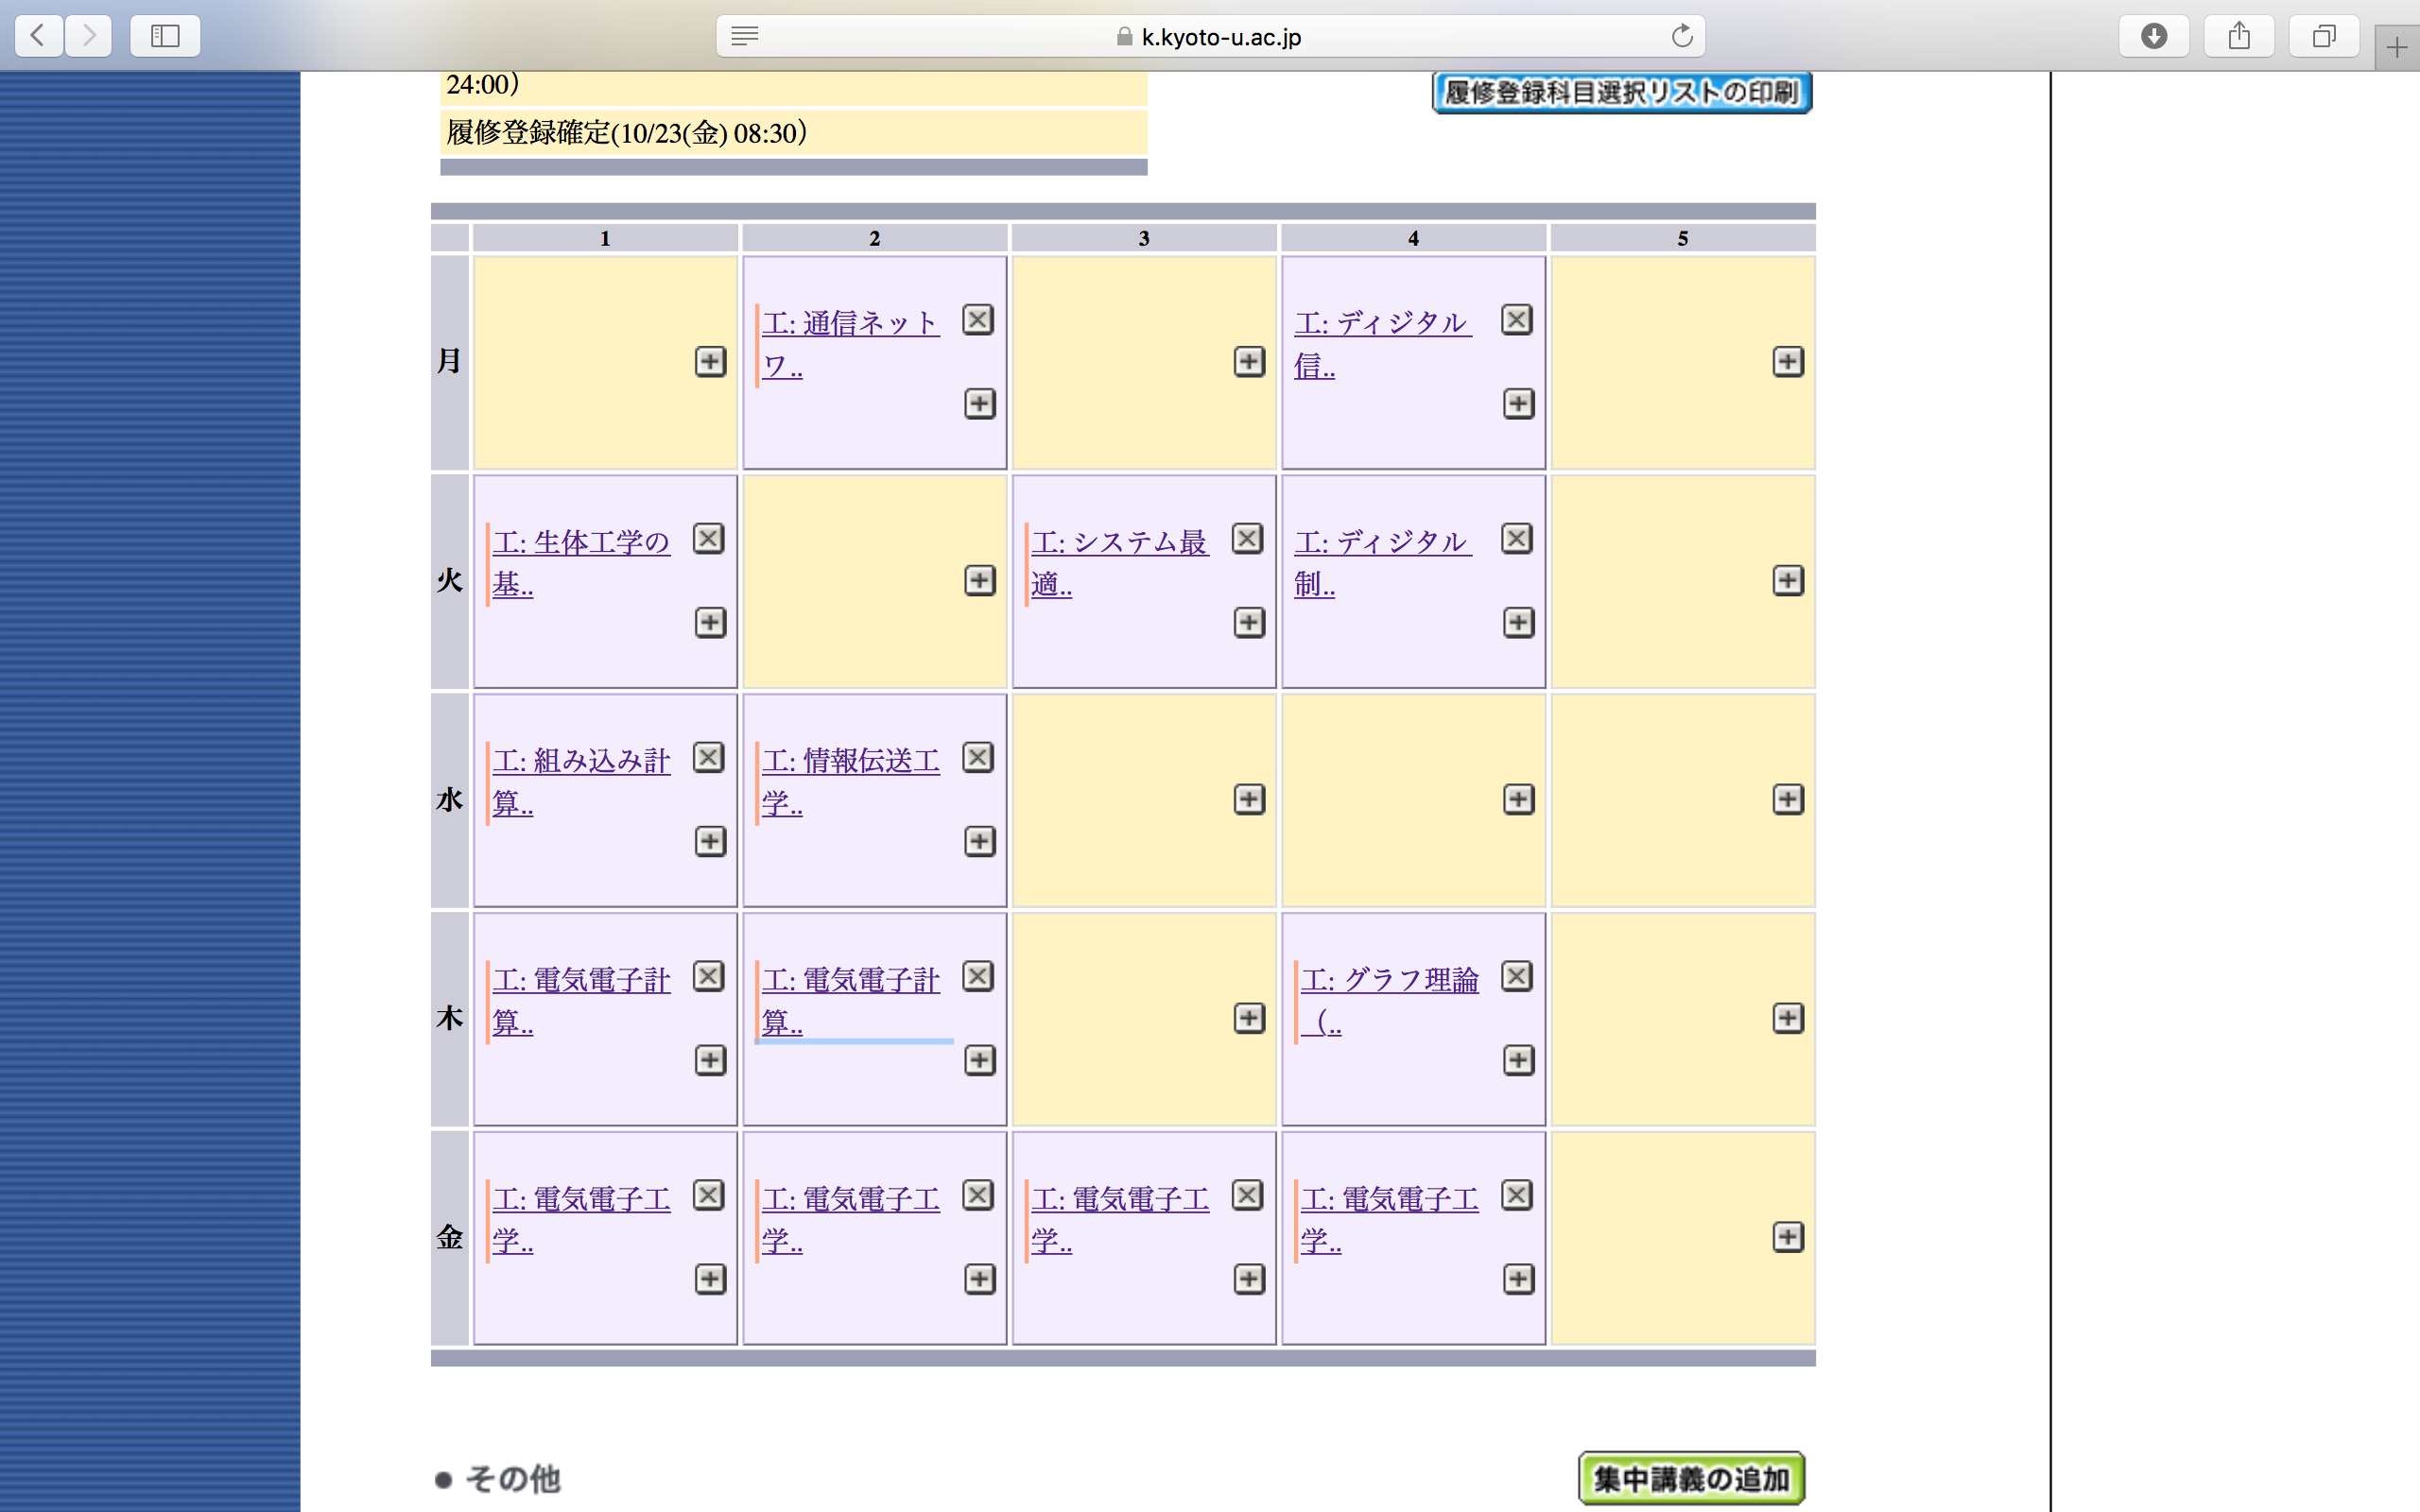 k.kyoto-u.ac.jp
24:00）
履修登録科目選択リストの印刷
履修登録確定(10/23(金) 08:30）
1 2 3 4 5
月
工: 通信ネット
ワ..
工: ディジタル
信..
火
工: 生体工学の
基..
工: システム最
適..
工: ディジタル
制..
水
工: 組み込み計
算..
工: 情報伝送工
学..
木
工: 電気電子計
算..
工: 電気電子計
算..
工: グラフ理論
（..
金
工: 電気電子工
学..
工: 電気電子工
学..
工: 電気電子工
学..
工: 電気電子工
学..
● その他
集中講義の追加